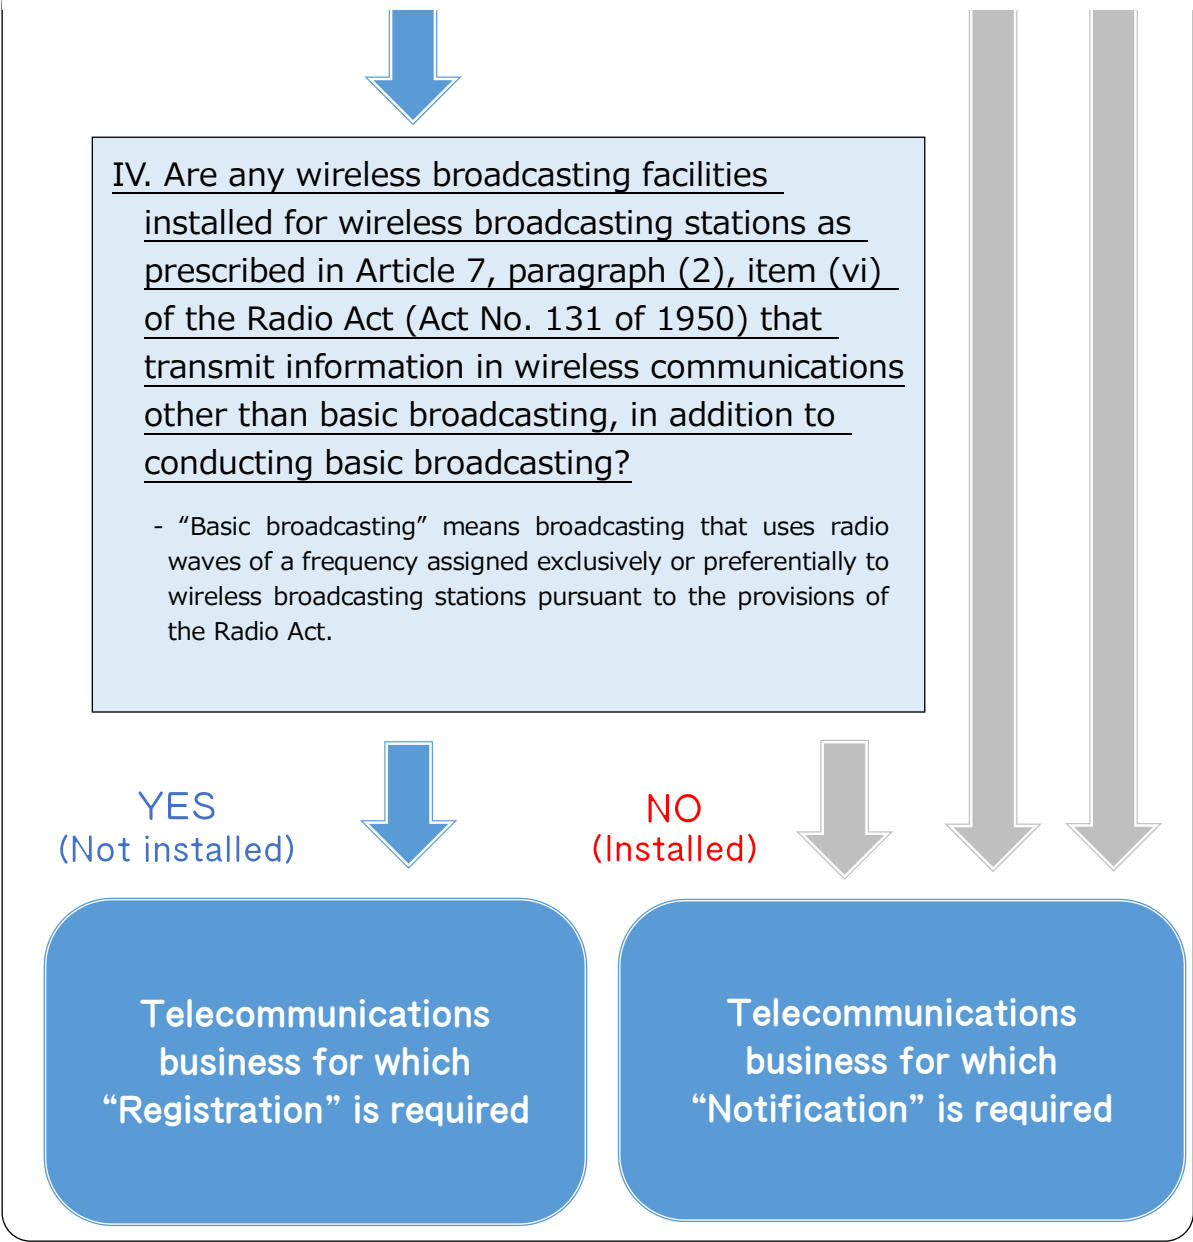 IV. Are any wireless broadcasting facilities
installed for wireless broadcasting stations as
prescribed in Article 7, paragraph (2), item (vi)
of the Radio Act (Act No. 131 of 1950) that
transmit information in wireless communications
other than basic broadcasting, in addition to
conducting basic broadcasting?
- “Basic broadcasting” means broadcasting that uses radio
waves of a frequency assigned exclusively or preferentially to
wireless broadcasting stations pursuant to the provisions of
the Radio Act.
YES
(Not installed)
NO
(Installed)
Telecommunications
business for which
“Registration” is required
Telecommunications
business for which
“Notification” is required